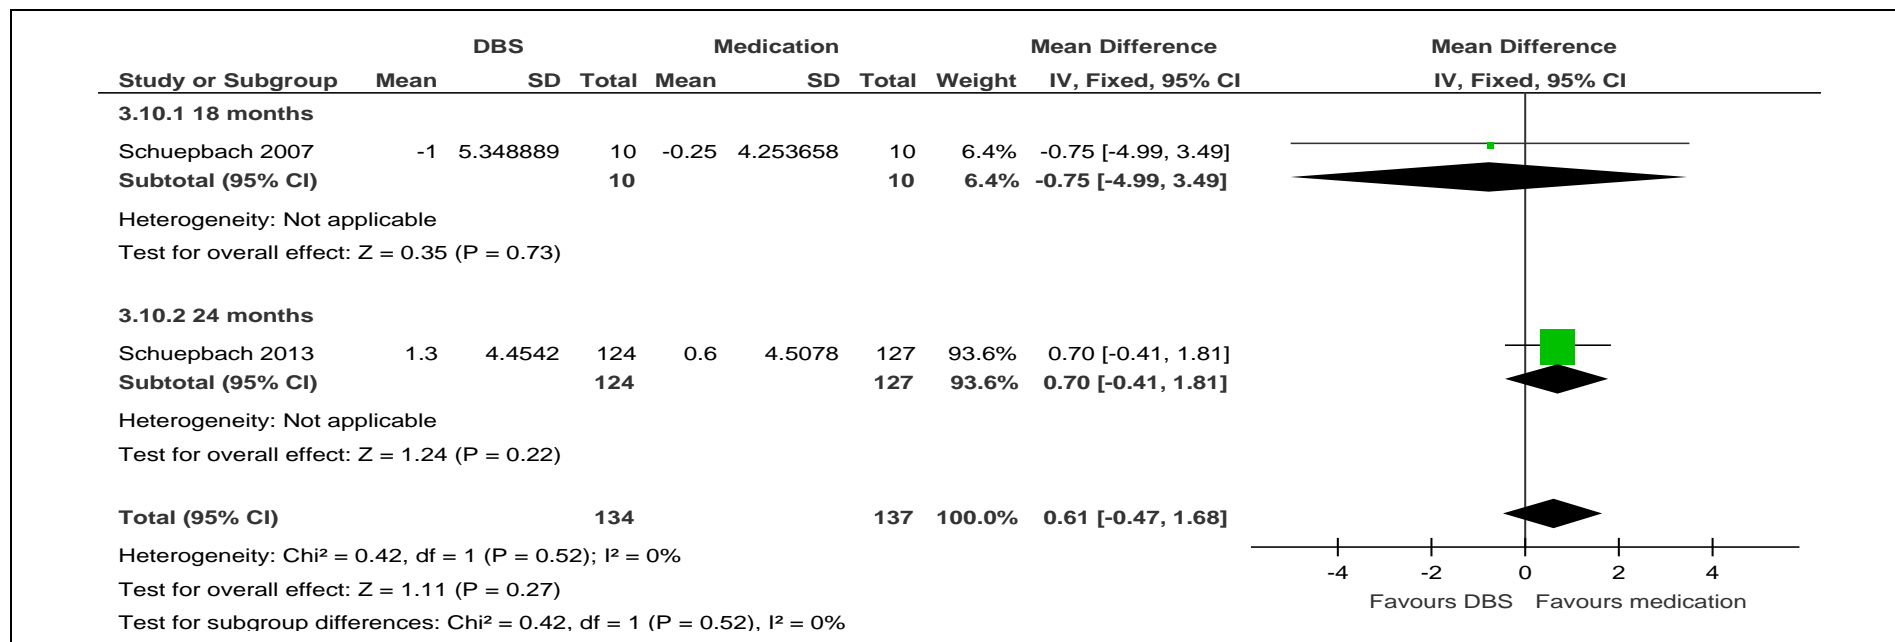 DBS Medication Mean Difference Mean Difference
Study or Subgroup Mean SD Total Mean SD Total Weight IV, Fixed, 95% CI IV, Fixed, 95% CI
3.10.1 18 months
Schuepbach 2007 -1 5.348889 10 -0.25 4.253658 10 6.4% -0.75 [-4.99, 3.49]
Subtotal (95% CI) 10 10 6.4% -0.75 [-4.99, 3.49]
Heterogeneity: Not applicable
Test for overall effect: Z = 0.35 (P = 0.73)
3.10.2 24 months
Schuepbach 2013 1.3 4.4542 124 0.6 4.5078 127 93.6% 0.70 [-0.41, 1.81]
Subtotal (95% CI) 124 127 93.6% 0.70 [-0.41, 1.81]
Heterogeneity: Not applicable
Test for overall effect: Z = 1.24 (P = 0.22)
Total (95% CI) 134 137 100.0% 0.61 [-0.47, 1.68]
Heterogeneity: Chi² = 0.42, df = 1 (P = 0.52); I² = 0%
Test for overall effect: Z = 1.11 (P = 0.27)
Test for subgroup differences: Chi² = 0.42, df = 1 (P = 0.52), I² = 0%
-4 -2 0 2 4
Favours DBS Favours medication